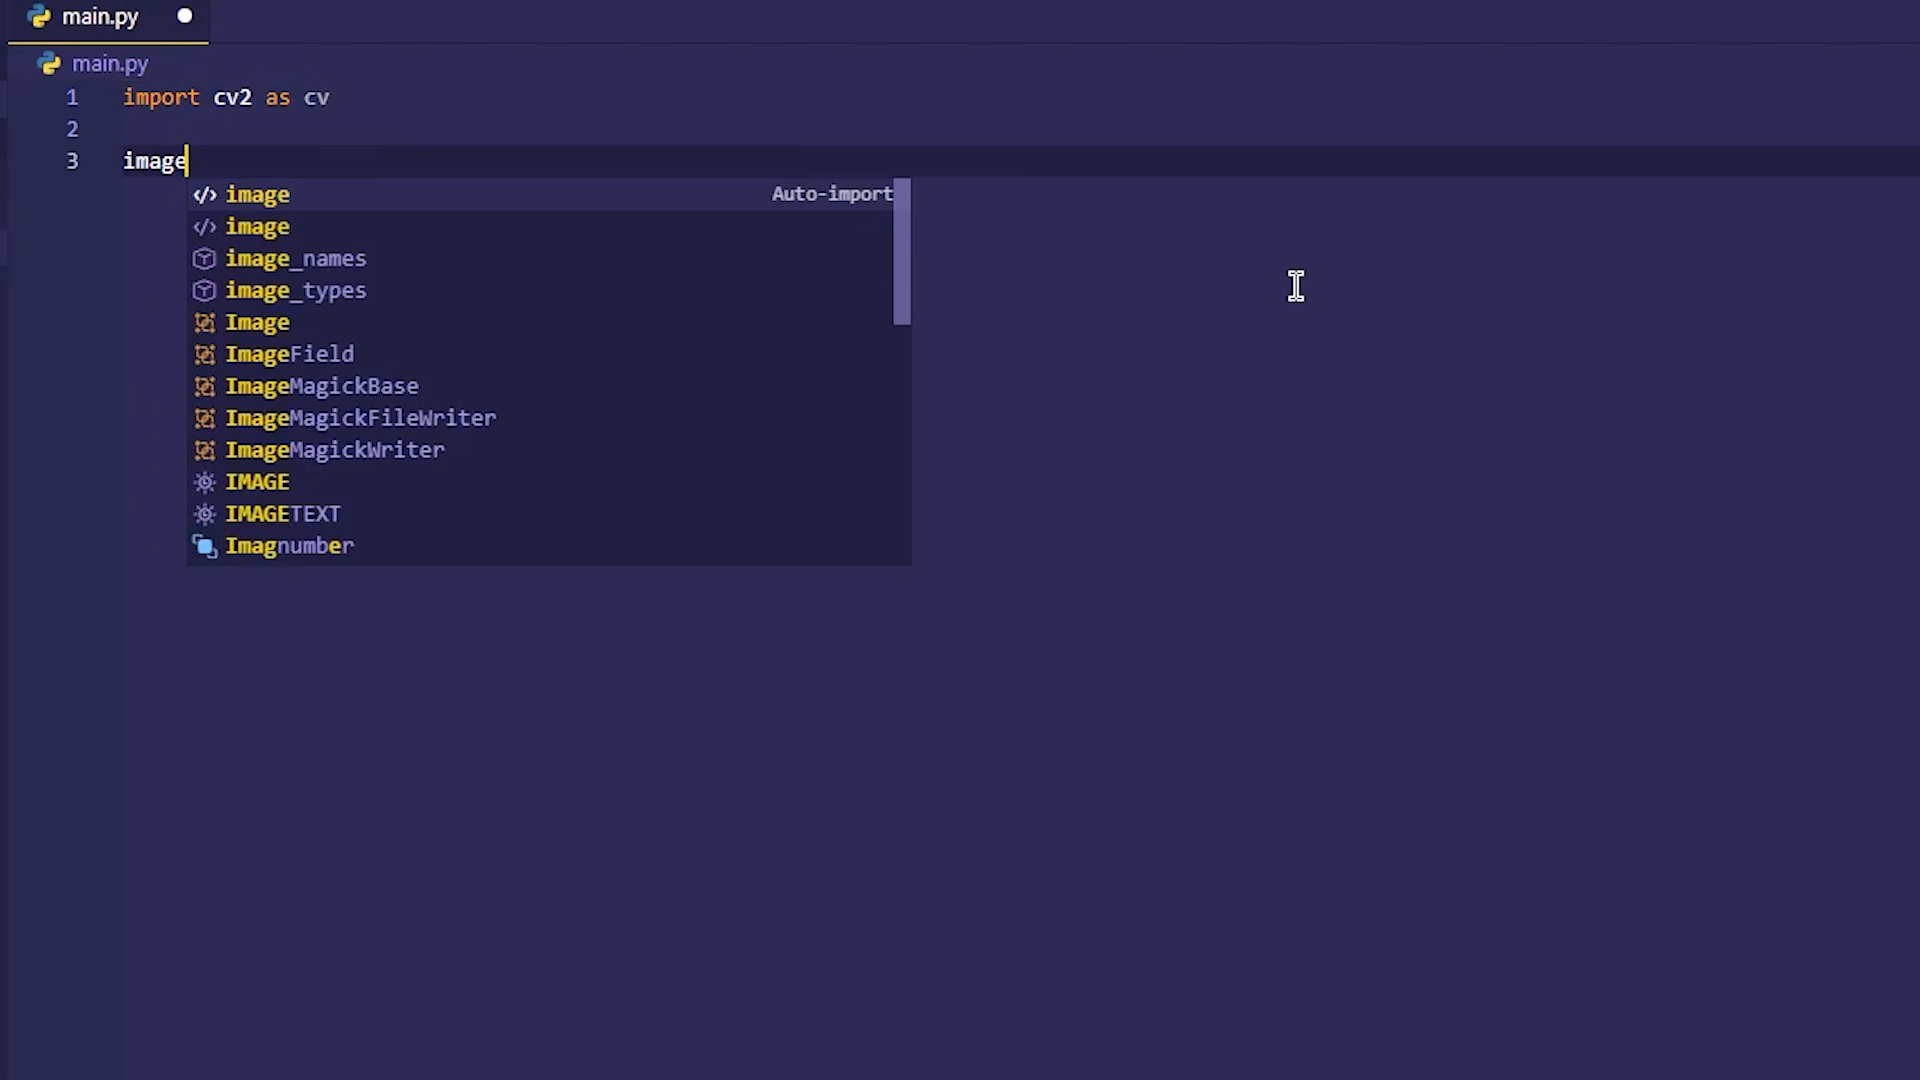 main.py
main.py
1 import cv2 as cv
2
3 image
image Auto-import
image
image_names
image_types
Image
ImageField
ImageMagickBase
ImageMagickFileWriter
ImageMagickWriter
IMAGE
IMAGETEXT
Imagnumber